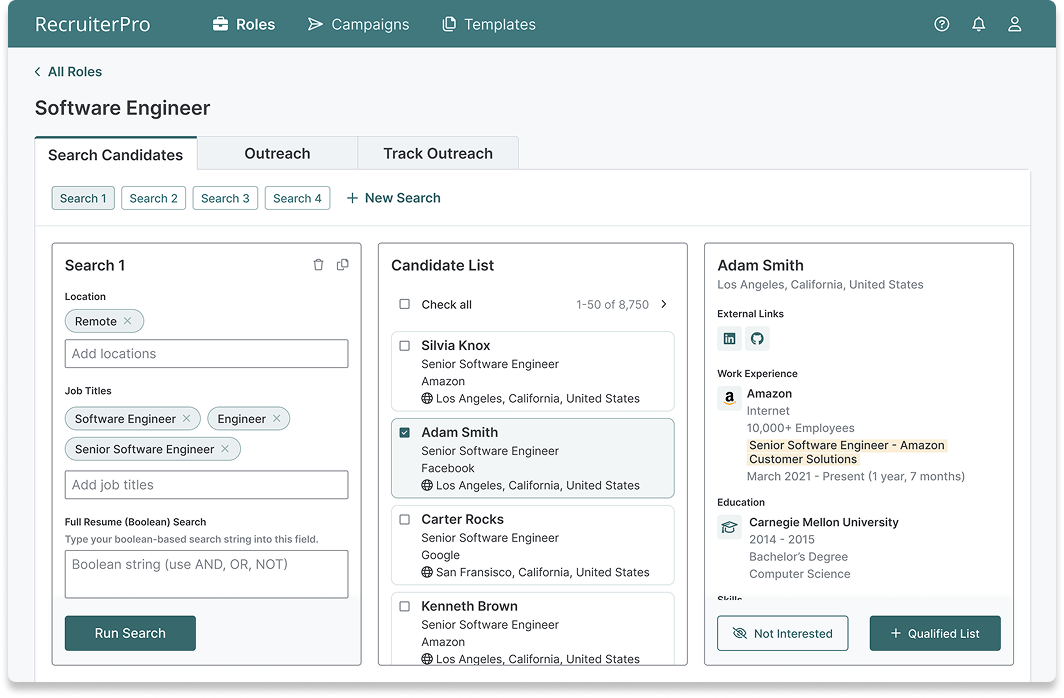 RecruiterPro
Roles
Campaigns
Templates
All Roles
Software Engineer
Search Candidates
Outreach
Track Outreach
Search 1
Search 2
Search 3
Search 4
+ New Search
Search 1
Location
Remote ×
Add locations
Job Titles
Software Engineer ×
Engineer ×
Senior Software Engineer ×
Add job titles
Full Resume (Boolean) Search
Type your boolean-based search string into this field.
Boolean string (use AND, OR, NOT)
Run Search
Candidate List
Check all
1-50 of 8,750
Silvia Knox
Senior Software Engineer
Amazon
Los Angeles, California, United States
Adam Smith
Senior Software Engineer
Facebook
Los Angeles, California, United States
Carter Rocks
Senior Software Engineer
Google
San Fransisco, California, United States
Kenneth Brown
Senior Software Engineer
Amazon
Los Angeles, California, United States
Adam Smith
Los Angeles, California, United States
External Links
in
Work Experience
a
Amazon
Internet
10,000+ Employees
Senior Software Engineer - Amazon
Customer Solutions
March 2021 - Present (1 year, 7 months)
Education
Carnegie Mellon University
2014 - 2015
Bachelor's Degree
Computer Science
Skills
Not Interested
+ Qualified List